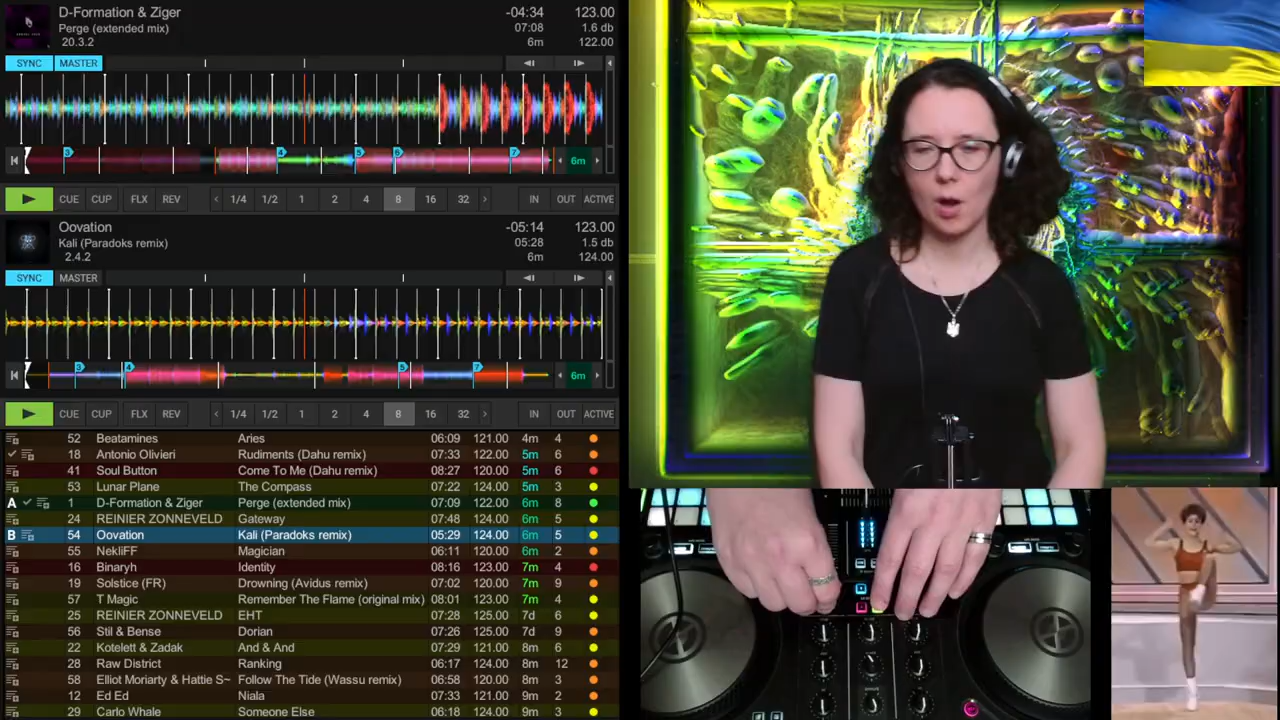 D-Formation & Ziger -04:34 123.00
Perge (extended mix) 07:08 1.6 db
20.3.2 6m 122.00
SYNC MASTER
3 4 5 6 7 6m
CUE CUP FLX REV < 1/4 1/2 1 2 4 8 16 32 > IN OUT ACTIVE
Oovation -05:14 123.00
Kali (Paradoks remix) 05:28 1.5 db
2.4.2 6m 124.00
SYNC MASTER
3 4 5 7 6m
CUE CUP FLX REV < 1/4 1/2 1 2 4 8 16 32 > IN OUT ACTIVE
52 Beatamines Aries 06:09 121.00 4m 4
18 Antonio Olivieri Rudiments (Dahu remix) 07:33 122.00 5m 6
41 Soul Button Come To Me (Dahu remix) 08:27 120.00 5m 6
53 Lunar Plane The Compass 07:22 124.00 5m 3
A 1 D-Formation & Ziger Perge (extended mix) 07:09 122.00 6m 8
24 REINIER ZONNEVELD Gateway 07:48 124.00 6m 5
B 54 Oovation Kali (Paradoks remix) 05:29 124.00 6m 5
55 NekliFF Magician 06:11 120.00 6m 2
16 Binaryh Identity 08:16 123.00 7m 4
19 Solstice (FR) Drowning (Avidus remix) 07:02 120.00 7m 9
57 T Magic Remember The Flame (original mix) 08:01 123.00 7m 4
25 REINIER ZONNEVELD EHT 07:28 125.00 7d 6
56 Stil & Bense Dorian 07:26 125.00 7d 9
22 Kotelett & Zadak And & And 07:29 121.00 8m 6
28 Raw District Ranking 06:17 124.00 8m 12
58 Elliot Moriarty & Hattie S~ Follow The Tide (Wassu remix) 06:58 120.00 8m 3
12 Ed Ed Niala 07:33 121.00 9m 2
29 Carlo Whale Someone Else 06:18 124.00 9m 3